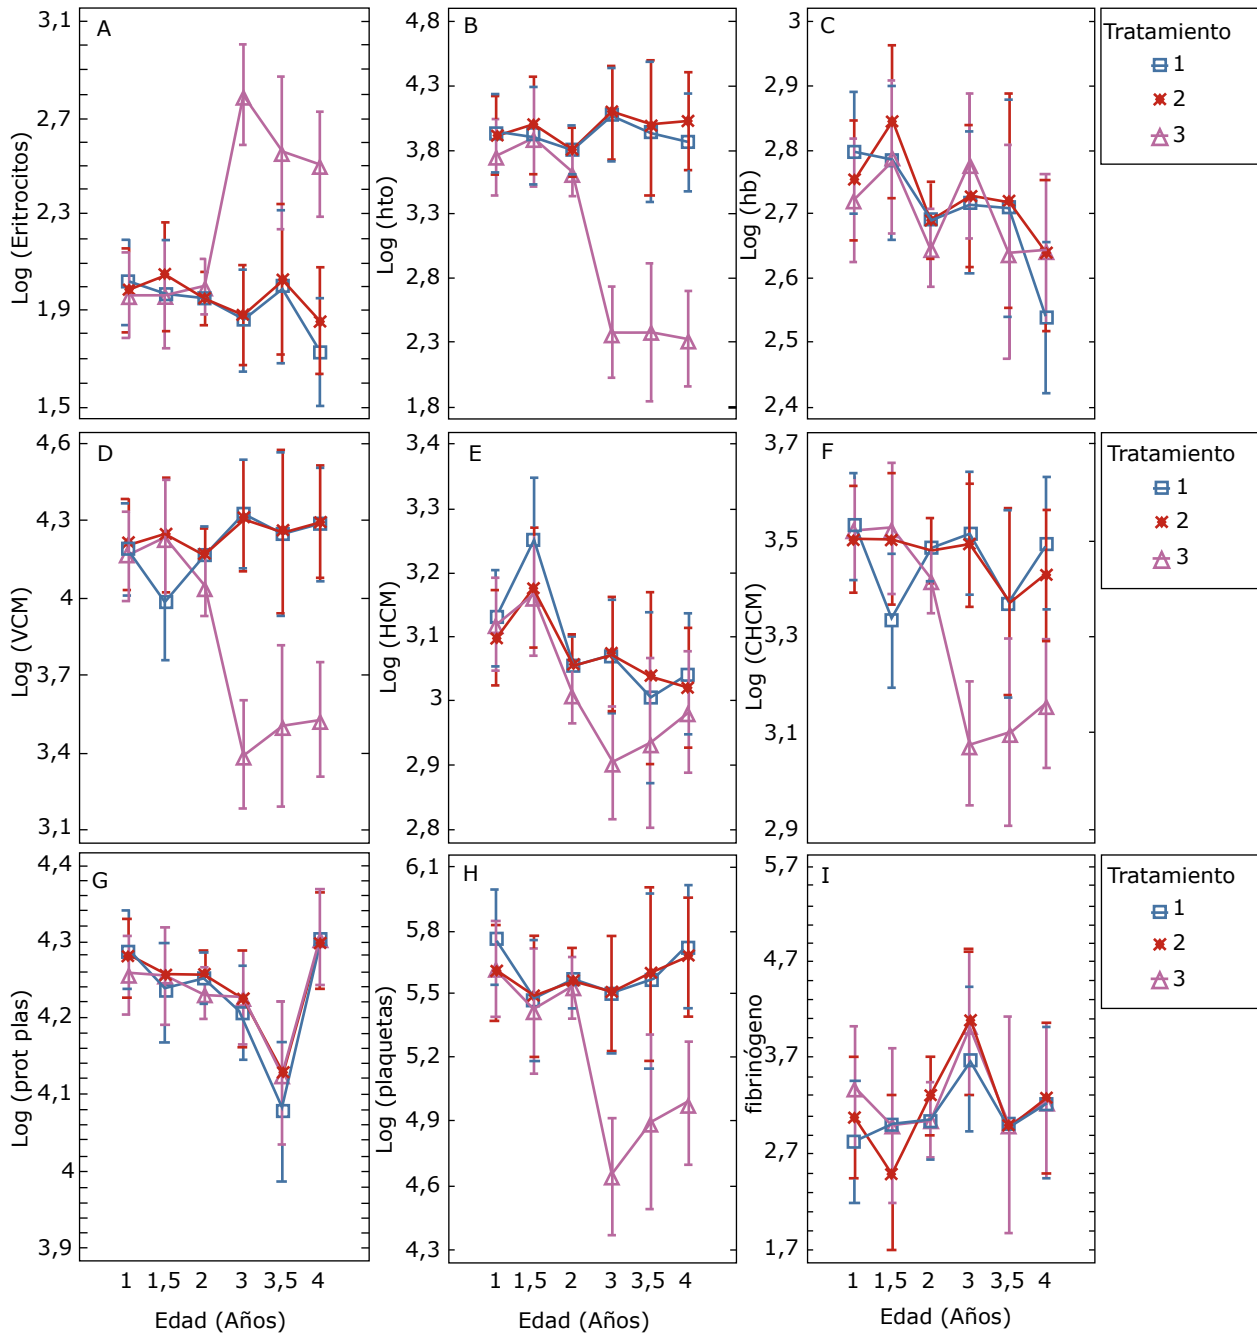 A
Log (Eritrocitos)
3,1
2,7
2,3
1,9
1,5
B
Log (hto)
4,8
4,3
3,8
3,3
2,8
2,3
1,8
C
Log (hb)
3
2,9
2,8
2,7
2,6
2,5
2,4
Tratamiento
1
2
3
D
Log (VCM)
4,6
4,3
4
3,7
3,4
3,1
E
Log (HCM)
3,4
3,3
3,2
3,1
3
2,9
2,8
F
Log (CHCM)
3,7
3,5
3,3
3,1
2,9
Tratamiento
1
2
3
G
Log (prot plas)
4,4
4,3
4,2
4,1
4
3,9
1 1,5 2 3 3,5 4
Edad (Años)
H
Log (plaquetas)
6,1
5,8
5,5
5,2
4,9
4,6
4,3
1 1,5 2 3 3,5 4
Edad (Años)
I
fibrinógeno
5,7
4,7
3,7
2,7
1,7
1 1,5 2 3 3,5 4
Edad (Años)
Tratamiento
1
2
3